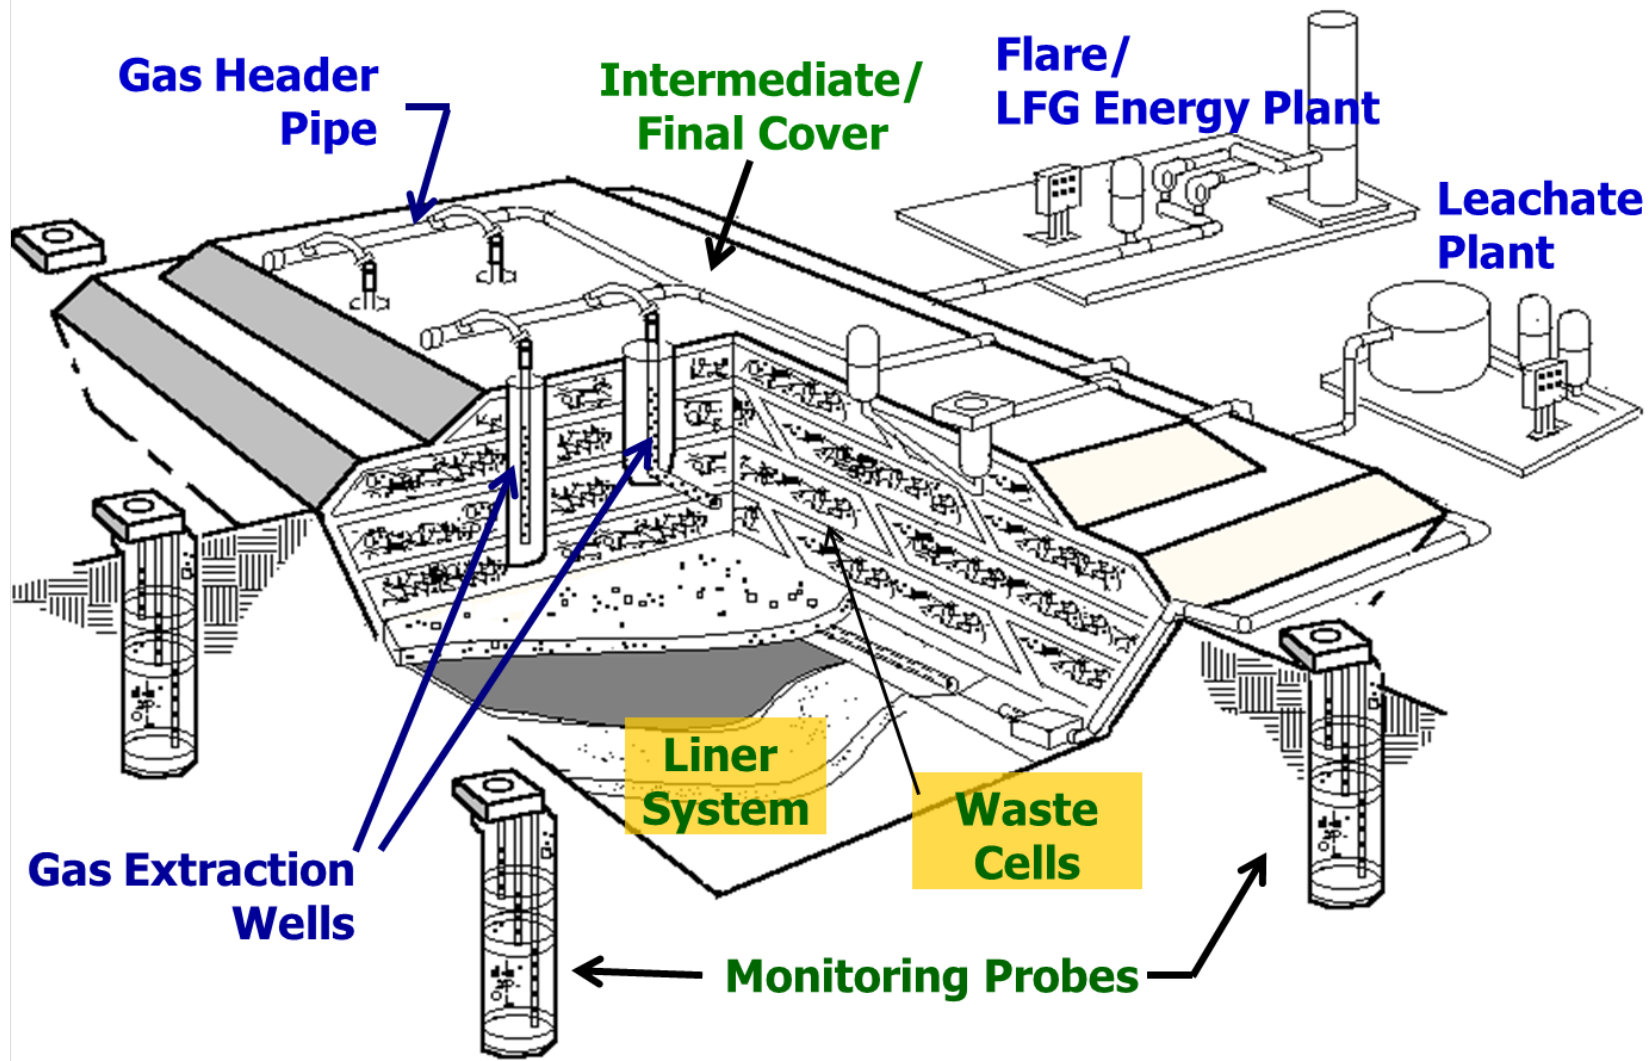 Gas Header
Pipe
Intermediate/
Final Cover
Flare/
LFG Energy Plant
Leachate
Plant
Liner
System
Waste
Cells
Gas Extraction
Wells
Monitoring Probes